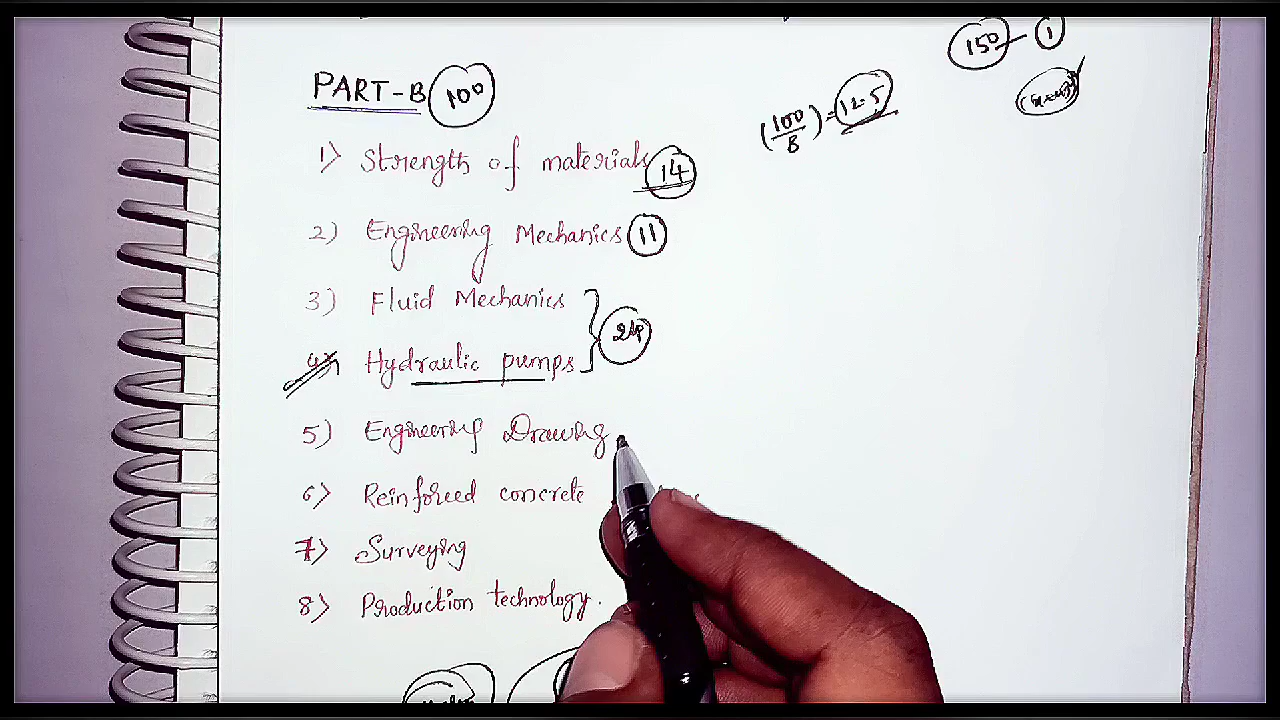 150 - 1
PART-B 100
(100/8) = 12.5
1) Strength of materials 14
2) Engineering Mechanics 11
3) Fluid Mechanics
24
4) Hydraulic pumps
5) Engineering Drawing
6) Reinforced concrete
7) Surveying
8) Production technology.